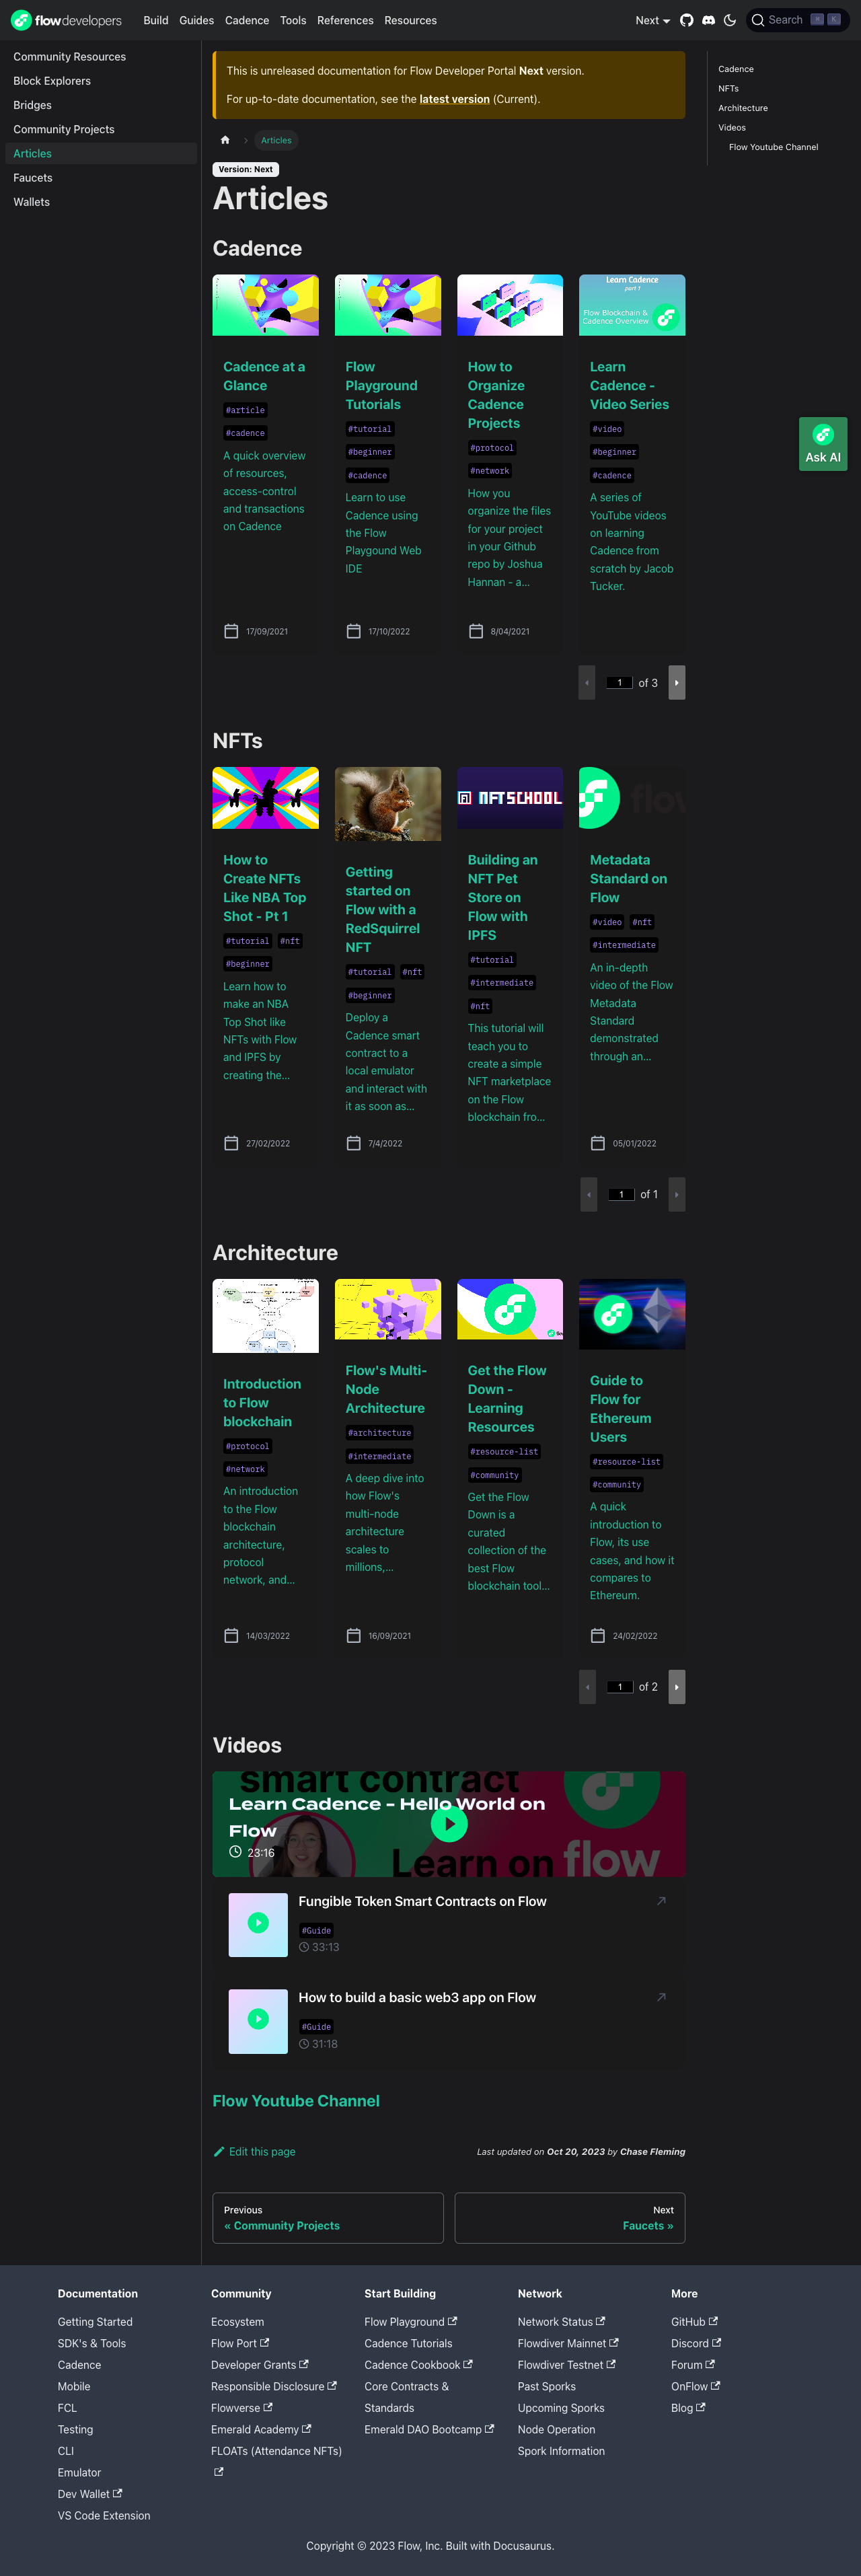 flowdevelopers Build Guides Cadence Tools References Resources Next Search ⌘ K
Community Resources
Block Explorers
Bridges
Community Projects
Articles
Faucets
Wallets
This is unreleased documentation for Flow Developer Portal Next version.
For up-to-date documentation, see the latest version (Current).
Articles
Version: Next
Articles
Cadence
NFTs
Architecture
Videos
Flow Youtube Channel
Ask AI
Cadence
Cadence at a
Glance
#article
#cadence
A quick overview
of resources,
access-control
and transactions
on Cadence
17/09/2021
Flow
Playground
Tutorials
#tutorial
#beginner
#cadence
Learn to use
Cadence using
the Flow
Playgound Web
IDE
17/10/2022
How to
Organize
Cadence
Projects
#protocol
#network
How you
organize the files
for your project
in your Github
repo by Joshua
Hannan - a...
8/04/2021
Learn Cadence
part 1
Flow Blockchain &
Cadence Overview
Learn
Cadence -
Video Series
#video
#beginner
#cadence
A series of
YouTube videos
on learning
Cadence from
scratch by Jacob
Tucker.
1 of 3
NFTs
How to
Create NFTs
Like NBA Top
Shot - Pt 1
#tutorial #nft
#beginner
Learn how to
make an NBA
Top Shot like
NFTs with Flow
and IPFS by
creating the...
27/02/2022
Getting
started on
Flow with a
RedSquirrel
NFT
#tutorial #nft
#beginner
Deploy a
Cadence smart
contract to a
local emulator
and interact with
it as soon as...
7/4/2022
NFTSCHOOL
Building an
NFT Pet
Store on
Flow with
IPFS
#tutorial
#intermediate
#nft
This tutorial will
teach you to
create a simple
NFT marketplace
on the Flow
blockchain fro...
flow
Metadata
Standard on
Flow
#video #nft
#intermediate
An in-depth
video of the Flow
Metadata
Standard
demonstrated
through an...
05/01/2022
1 of 1
Architecture
Introduction
to Flow
blockchain
#protocol
#network
An introduction
to the Flow
blockchain
architecture,
protocol
network, and...
14/03/2022
Flow's Multi-
Node
Architecture
#architecture
#intermediate
A deep dive into
how Flow's
multi-node
architecture
scales to
millions,...
16/09/2021
Get the Flow
Down -
Learning
Resources
#resource-list
#community
Get the Flow
Down is a
curated
collection of the
best Flow
blockchain tool...
Guide to
Flow for
Ethereum
Users
#resource-list
#community
A quick
introduction to
Flow, its use
cases, and how it
compares to
Ethereum.
24/02/2022
1 of 2
Videos
smart contract
Learn Cadence - Hello World on
Flow
23:16
Learn on flow
Fungible Token Smart Contracts on Flow
#Guide
33:13
How to build a basic web3 app on Flow
#Guide
31:18
Flow Youtube Channel
Edit this page
Last updated on Oct 20, 2023 by Chase Fleming
Previous
« Community Projects
Next
Faucets »
Documentation
Getting Started
SDK's & Tools
Cadence
Mobile
FCL
Testing
CLI
Emulator
Dev Wallet
VS Code Extension
Community
Ecosystem
Flow Port
Developer Grants
Responsible Disclosure
Flowverse
Emerald Academy
FLOATs (Attendance NFTs)
Start Building
Flow Playground
Cadence Tutorials
Cadence Cookbook
Core Contracts &
Standards
Emerald DAO Bootcamp
Network
Network Status
Flowdiver Mainnet
Flowdiver Testnet
Past Sporks
Upcoming Sporks
Node Operation
Spork Information
More
GitHub
Discord
Forum
OnFlow
Blog
Copyright © 2023 Flow, Inc. Built with Docusaurus.